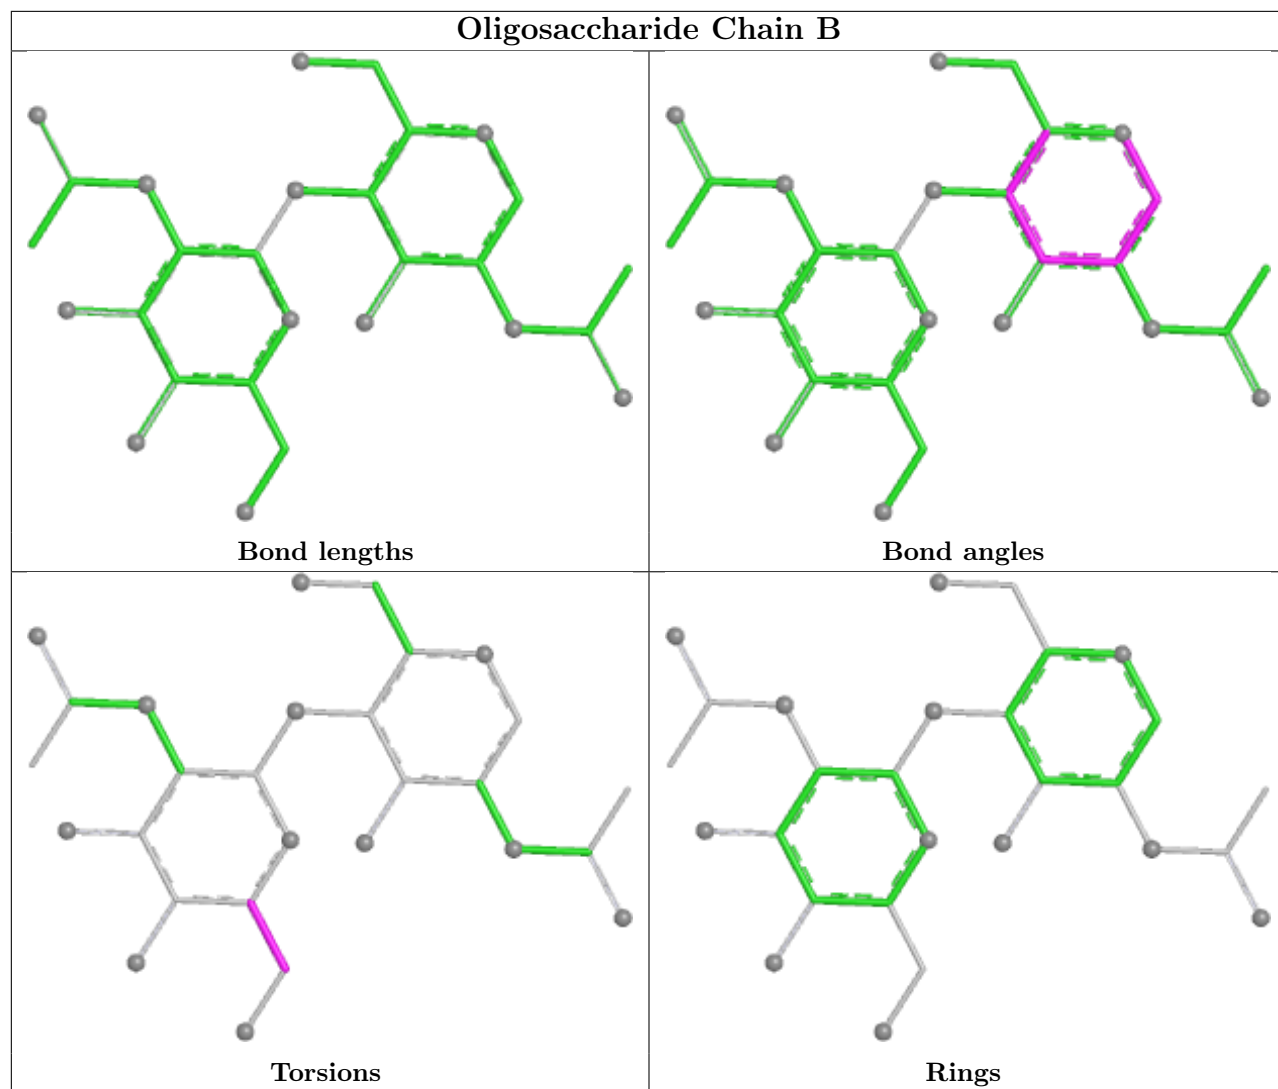 Oligosaccharide Chain B
Bond lengths
Bond angles
Torsions
Rings